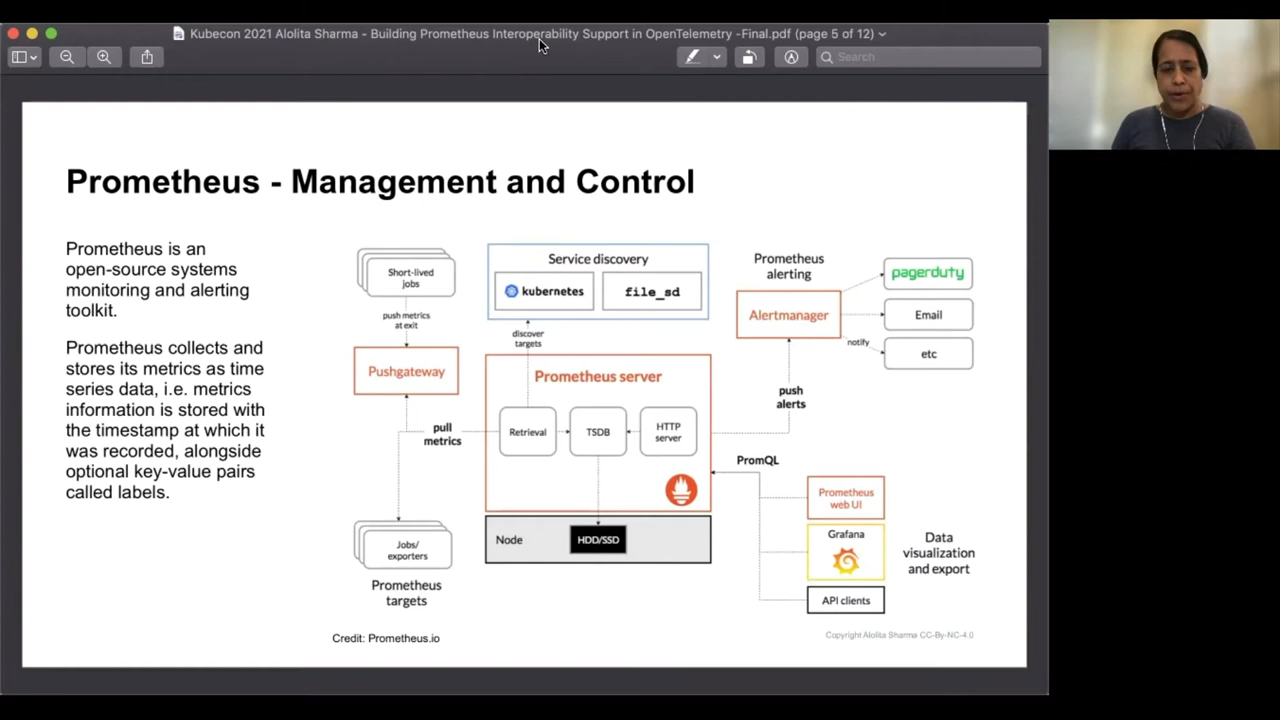 Kubecon 2021 Alolita Sharma - Building Prometheus Interoperability Support in OpenTelemetry -Final.pdf (page 5 of 12)
Search
Prometheus - Management and Control
Prometheus is an
open-source systems
monitoring and alerting
toolkit.
Prometheus collects and
stores its metrics as time
series data, i.e. metrics
information is stored with
the timestamp at which it
was recorded, alongside
optional key-value pairs
called labels.
Short-lived
jobs
push metrics
at exit
Pushgateway
pull
metrics
Jobs/
exporters
Prometheus
targets
Service discovery
kubernetes
file_sd
discover
targets
Prometheus server
Retrieval
TSDB
HTTP
server
Node
HDD/SSD
Prometheus
alerting
Alertmanager
pagerduty
Email
notify
etc
push
alerts
PromQL
Prometheus
web UI
Grafana
API clients
Data
visualization
and export
Credit: Prometheus.io
Copyright Alolita Sharma CC-By-NC-4.0